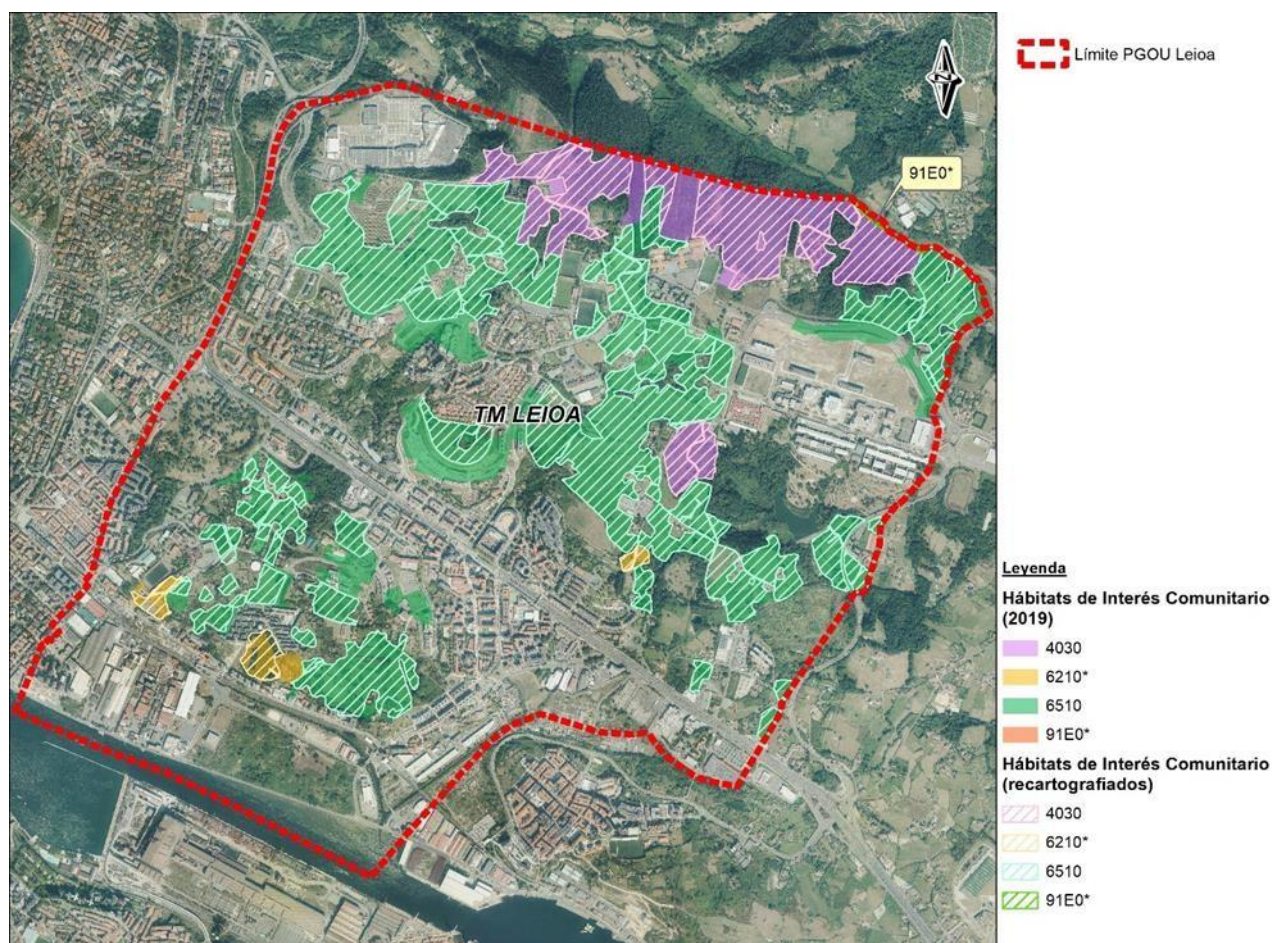 Límite PGOU Leioa
N
91E0*
TM LEIOA
Leyenda
Hábitats de Interés Comunitario
(2019)
4030
6210*
6510
91E0*
Hábitats de Interés Comunitario
(recartografiados)
4030
6210*
6510
91E0*